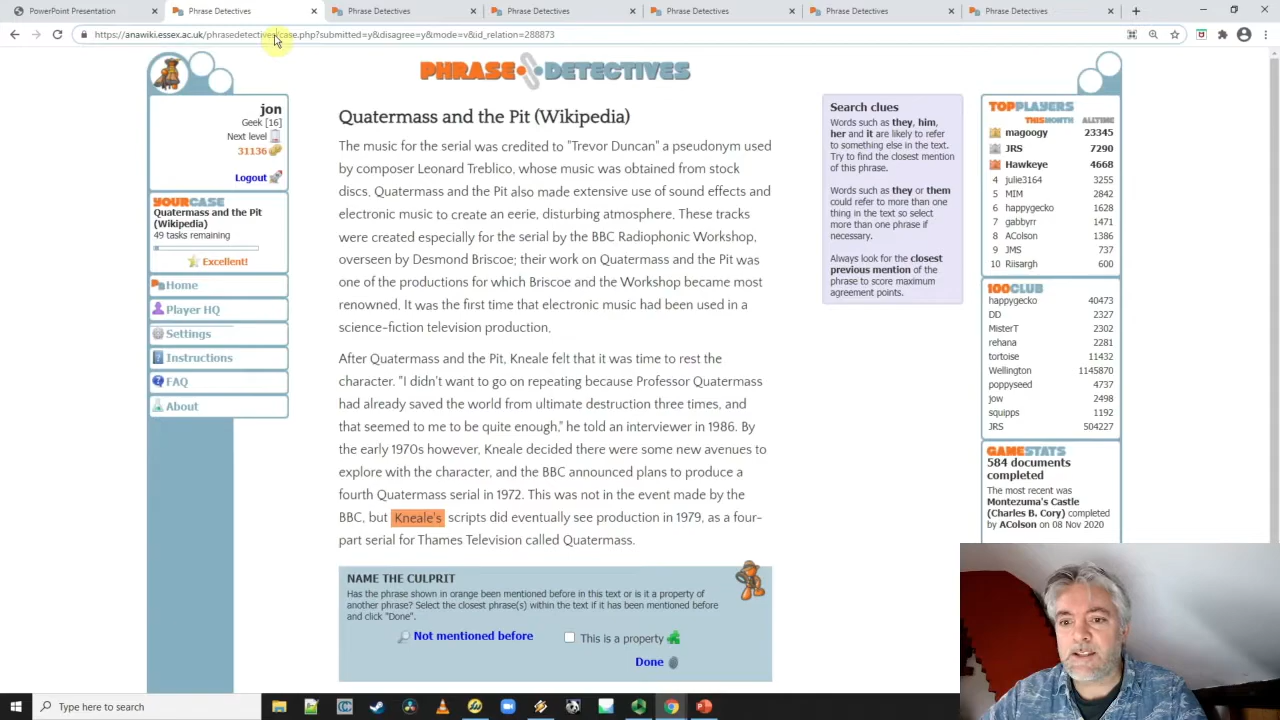 PowerPoint Presentation
Phrase Detectives
Phrase Detectives
Phrase Detectives
Phrase Detectives
Phrase Detectives
Phrase Detectives
https://anawiki.essex.ac.uk/phrasedetectives/case.php?submitted=y&disagree=y&mode=v&id_relation=288873
PHRASE DETECTIVES
jon
Geek [16]
Next level
31136
Logout
YOURCASE
Quatermass and the Pit
(Wikipedia)
49 tasks remaining
Excellent!
Home
Player HQ
Settings
Instructions
FAQ
About
Quatermass and the Pit (Wikipedia)
The music for the serial was credited to "Trevor Duncan" a pseudonym used
by composer Leonard Treblico, whose music was obtained from stock
discs. Quatermass and the Pit also made extensive use of sound effects and
electronic music to create an eerie, disturbing atmosphere. These tracks
were created especially for the serial by the BBC Radiophonic Workshop,
overseen by Desmond Briscoe; their work on Quatermass and the Pit was
one of the productions for which Briscoe and the Workshop became most
renowned. It was the first time that electronic music had been used in a
science-fiction television production.
After Quatermass and the Pit, Kneale felt that it was time to rest the
character. "I didn't want to go on repeating because Professor Quatermass
had already saved the world from ultimate destruction three times, and
that seemed to me to be quite enough," he told an interviewer in 1986. By
the early 1970s however, Kneale decided there were some new avenues to
explore with the character, and the BBC announced plans to produce a
fourth Quatermass serial in 1972. This was not in the event made by the
BBC, but Kneale's scripts did eventually see production in 1979, as a four-
part serial for Thames Television called Quatermass.
NAME THE CULPRIT
Has the phrase shown in orange been mentioned before in this text or is it a property of
another phrase? Select the closest phrase(s) within the text if it has been mentioned before
and click "Done".
Not mentioned before
This is a property
Done
Search clues
Words such as they, him,
her and it are likely to refer
to something else in the text.
Try to find the closest mention
of this phrase.
Words such as they or them
could refer to more than one
thing in the text so select
more than one phrase if
necessary.
Always look for the closest
previous mention of the
phrase to score maximum
agreement points.
TOPPLAYERS
THISMONTH ALLTIME
magoogy 23345
JRS 7290
Hawkeye 4668
4 julie3164 3255
5 MIM 2842
6 happygecko 1628
7 gabbyrr 1471
8 AColson 1386
9 JMS 737
10 Riisargh 600
100CLUB
happygecko 40473
DD 2327
MisterT 2302
rehana 2281
tortoise 11432
Wellington 1145870
poppyseed 4737
jow 2498
squipps 1192
JRS 504227
GAMESTATS
584 documents
completed
The most recent was
Montezuma's Castle
(Charles B. Cory) completed
by AColson on 08 Nov 2020
Type here to search